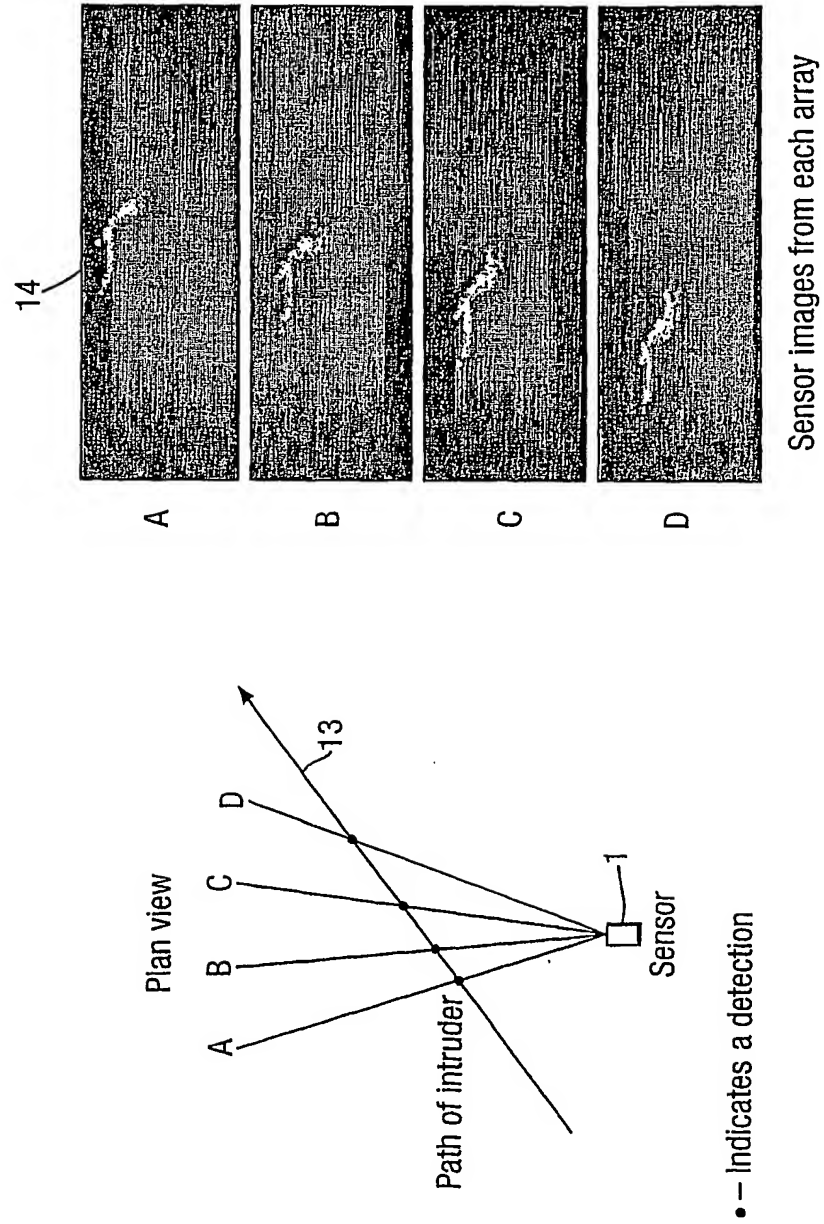 Plan view
A
B
C
D
13
Path of intruder
1
Sensor
• – Indicates a detection
14
A
B
C
D
Sensor images from each array